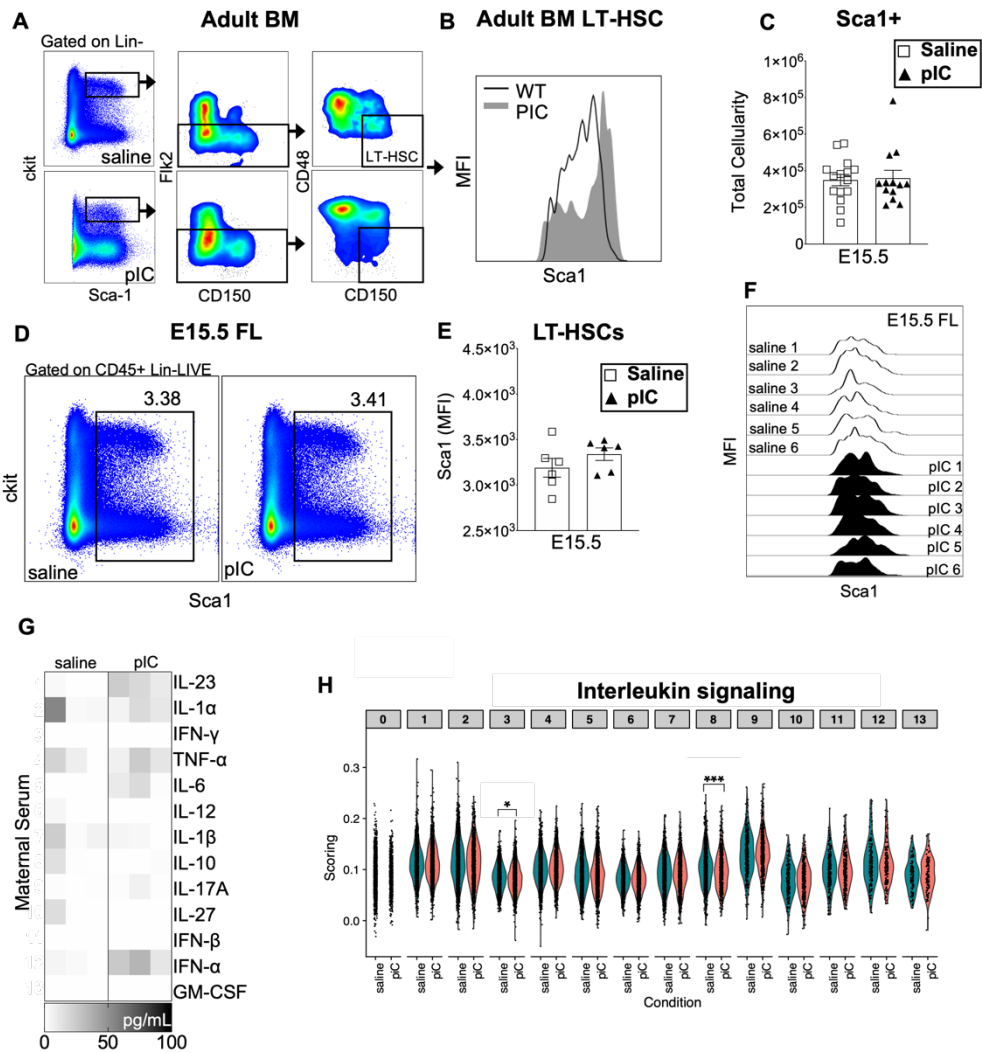 A
Adult BM
Gated on Lin-
ckit
saline
pIC
Sca-1
Flk2
CD150
CD48
LT-HSC
CD150
B
Adult BM LT-HSC
WT
PIC
MFI
Sca1
C
Sca1+
Saline
pIC
Total Cellularity
1×10⁶
8×10⁵
6×10⁵
4×10⁵
2×10⁵
0
E15.5
D
E15.5 FL
Gated on CD45+ Lin-LIVE
3.38
3.41
ckit
saline
pIC
Sca1
E
LT-HSCs
Saline
pIC
Sca1 (MFI)
4.5×10³
4.0×10³
3.5×10³
3.0×10³
2.5×10³
E15.5
F
E15.5 FL
saline 1
saline 2
saline 3
saline 4
saline 5
saline 6
pIC 1
pIC 2
pIC 3
pIC 4
pIC 5
pIC 6
MFI
Sca1
G
saline pIC
Maternal Serum
IL-23
IL-1α
IFN-γ
TNF-α
IL-6
IL-12
IL-1β
IL-10
IL-17A
IL-27
IFN-β
IFN-α
GM-CSF
pg/mL
0 50 100
H
Interleukin signaling
0 1 2 3 4 5 6 7 8 9 10 11 12 13
Scoring
0.3
0.2
0.1
0.0
* ***
saline pIC saline pIC saline pIC saline pIC saline pIC saline pIC saline pIC saline pIC saline pIC saline pIC saline pIC saline pIC saline pIC saline pIC
Condition